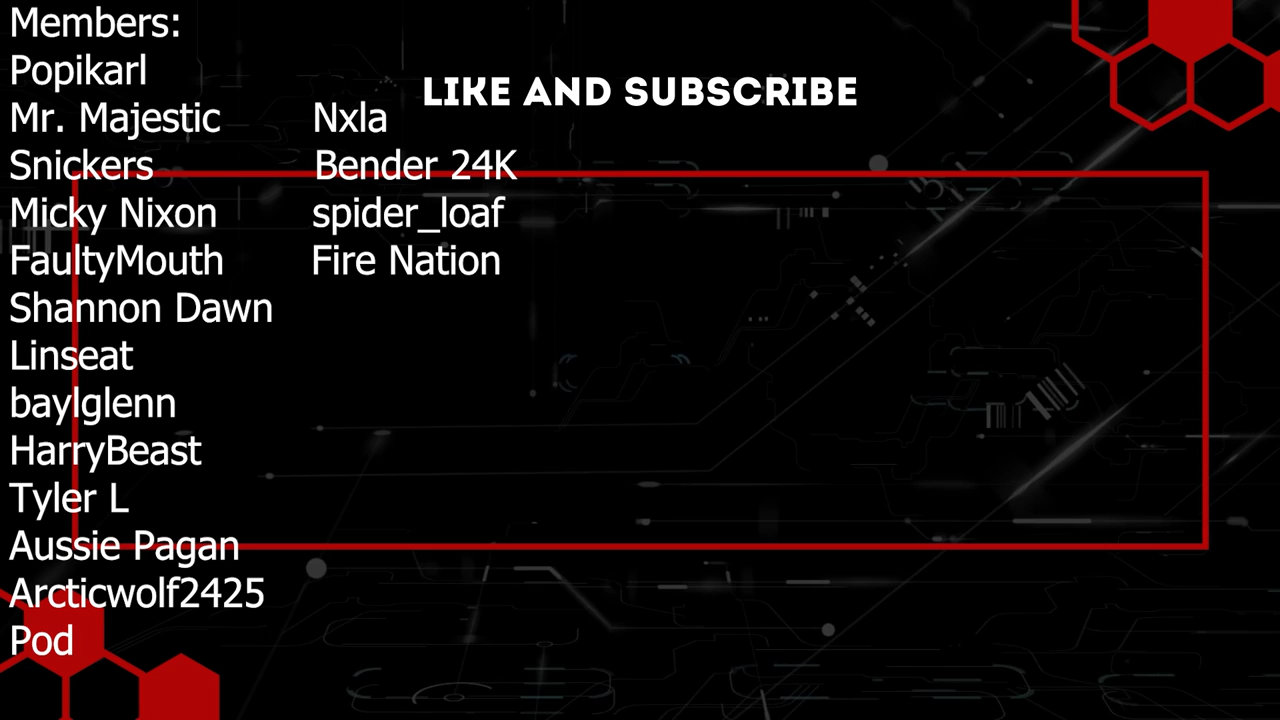 Members:
Popikarl
Mr. Majestic
Snickers
Micky Nixon
FaultyMouth
Shannon Dawn
Linseat
baylglenn
HarryBeast
Tyler L
Aussie Pagan
Arcticwolf2425
Pod
Nxla
Bender 24K
spider_loaf
Fire Nation
LIKE AND SUBSCRIBE